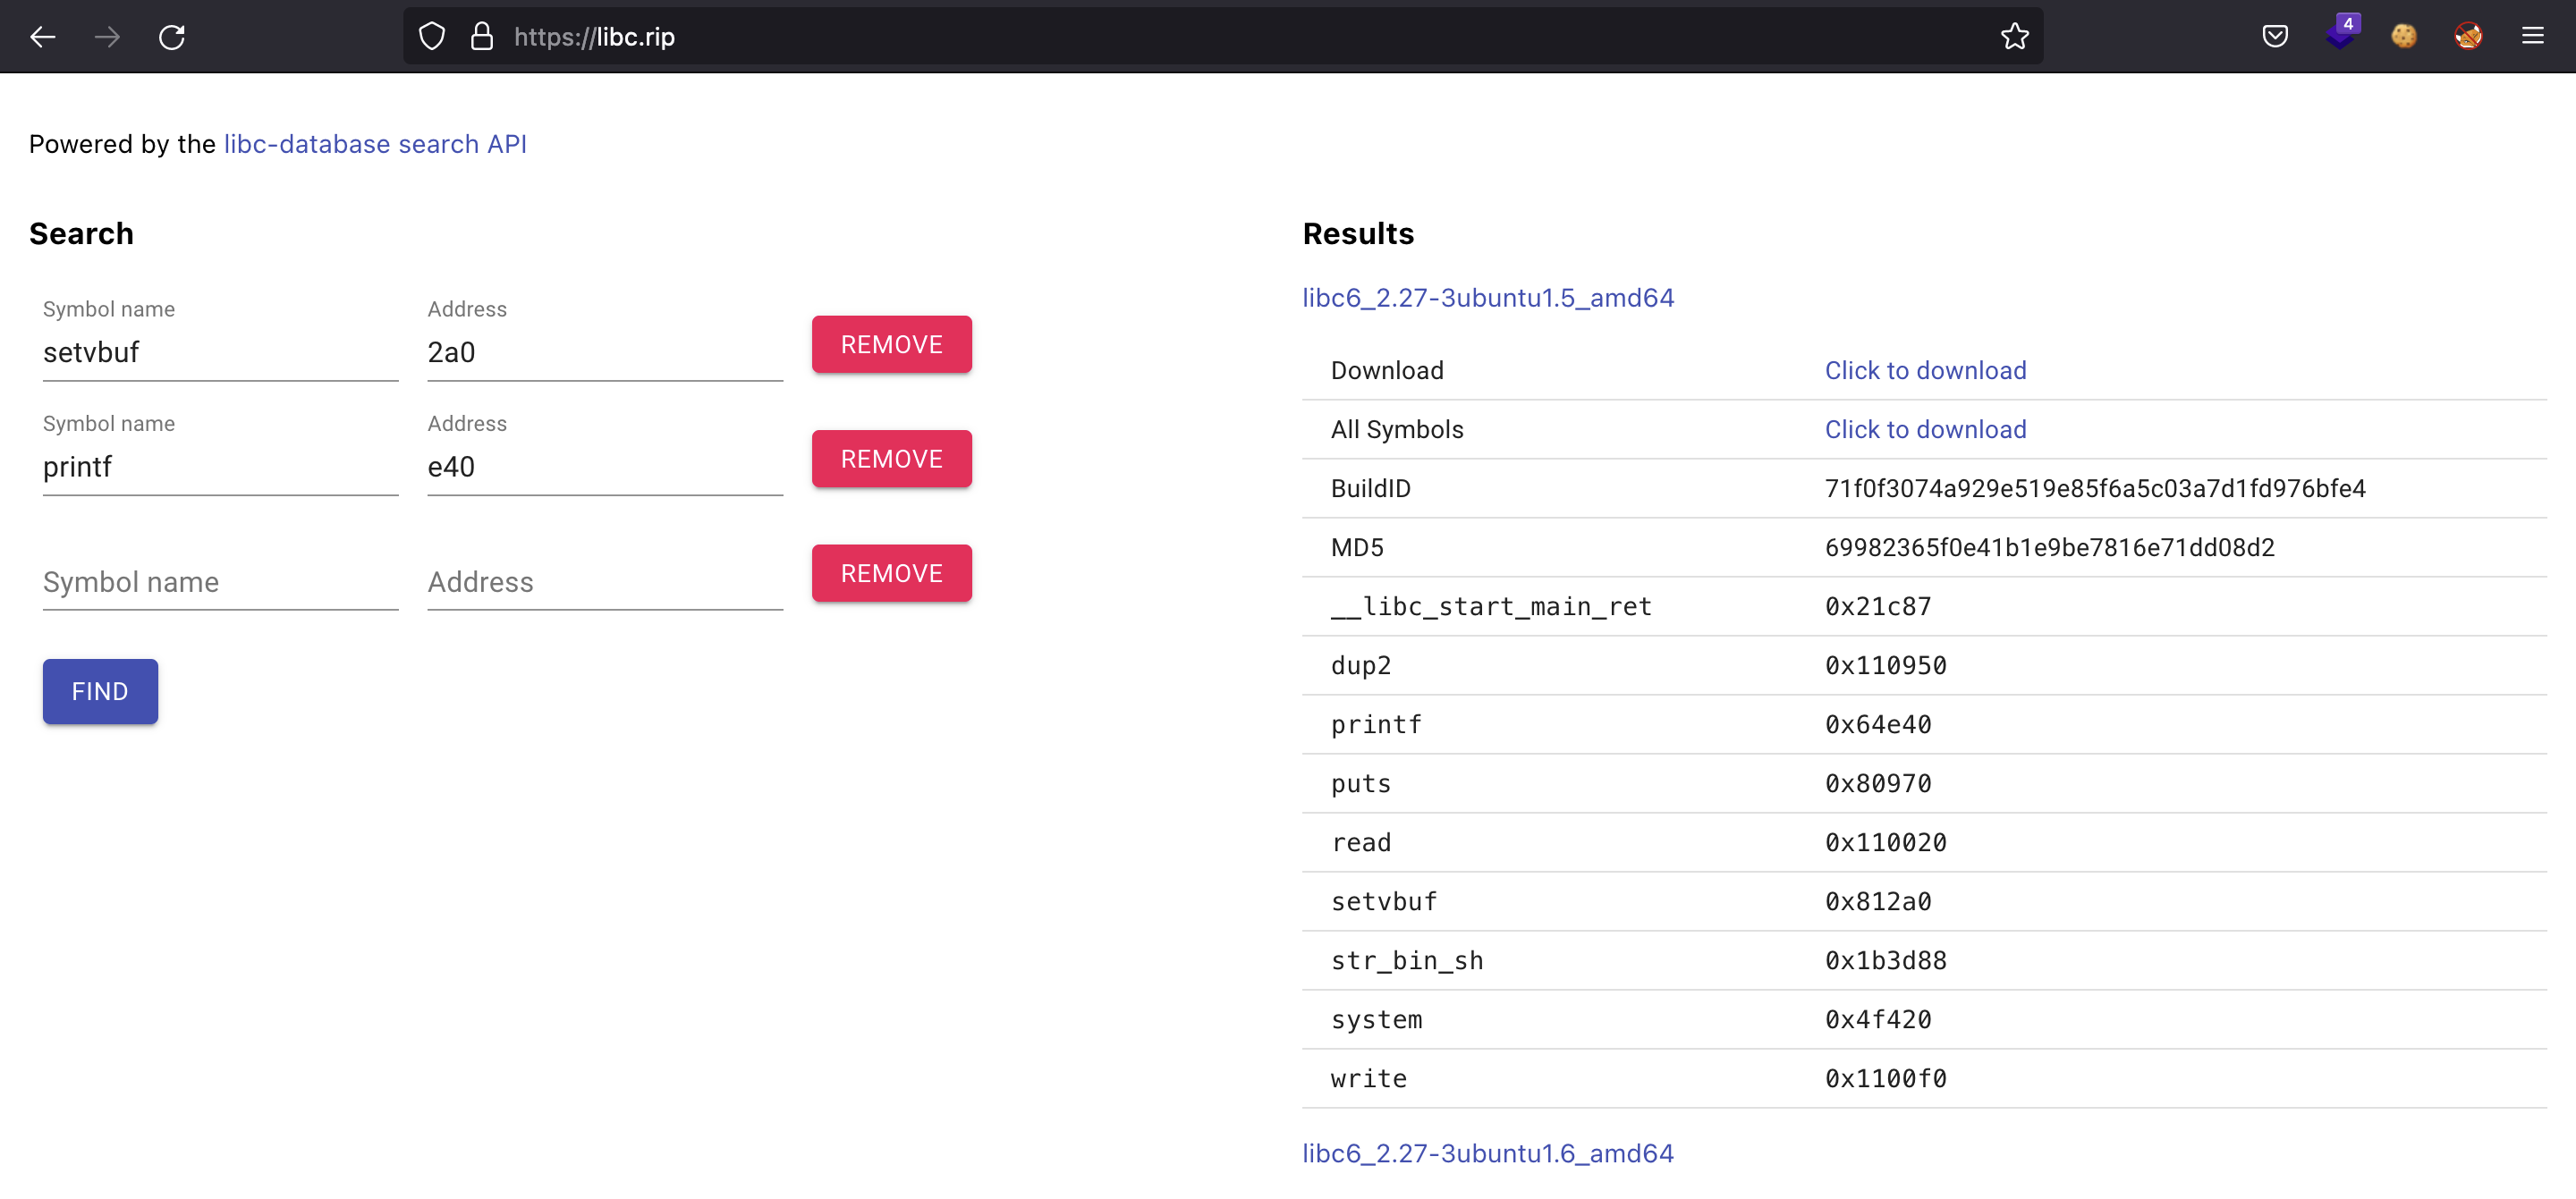 https://libc.rip
4
Powered by the libc-database search API
Search
Symbol name Address
setvbuf 2a0 REMOVE
Symbol name Address
printf e40 REMOVE
Symbol name Address REMOVE
FIND
Results
libc6_2.27-3ubuntu1.5_amd64
Download Click to download
All Symbols Click to download
BuildID 71f0f3074a929e519e85f6a5c03a7d1fd976bfe4
MD5 69982365f0e41b1e9be7816e71dd08d2
__libc_start_main_ret 0x21c87
dup2 0x110950
printf 0x64e40
puts 0x80970
read 0x110020
setvbuf 0x812a0
str_bin_sh 0x1b3d88
system 0x4f420
write 0x1100f0
libc6_2.27-3ubuntu1.6_amd64